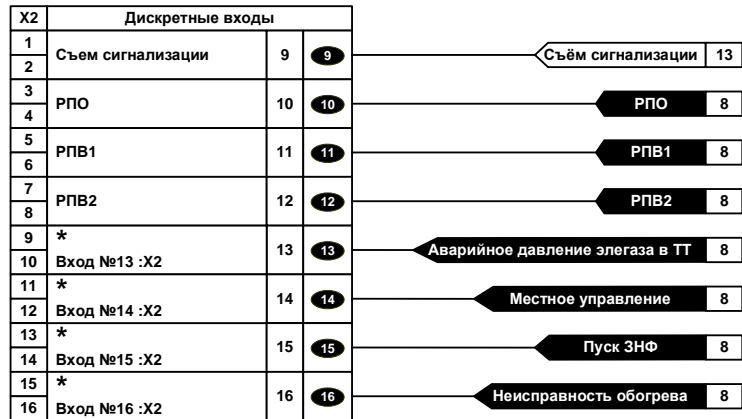 X2 Дискретные входы
1
2
Съем сигнализации 9 9 Съём сигнализации 13
3
4
РПО 10 10 РПО 8
5
6
РПВ1 11 11 РПВ1 8
7
8
РПВ2 12 12 РПВ2 8
9 *
13 13 Аварийное давление элегаза в ТТ 8
10 Вход №13 :X2
11 *
14 14 Местное управление 8
12 Вход №14 :X2
13 *
15 15 Пуск ЗНФ 8
14 Вход №15 :X2
15 *
16 16 Неисправность обогрева 8
16 Вход №16 :X2